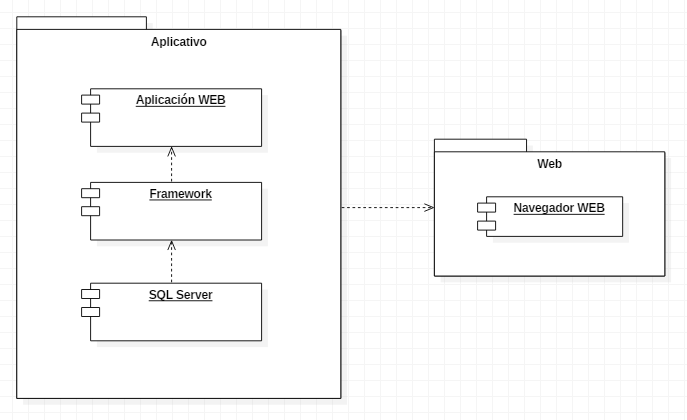 Aplicativo
Aplicación WEB
Framework
SQL Server
Web
Navegador WEB